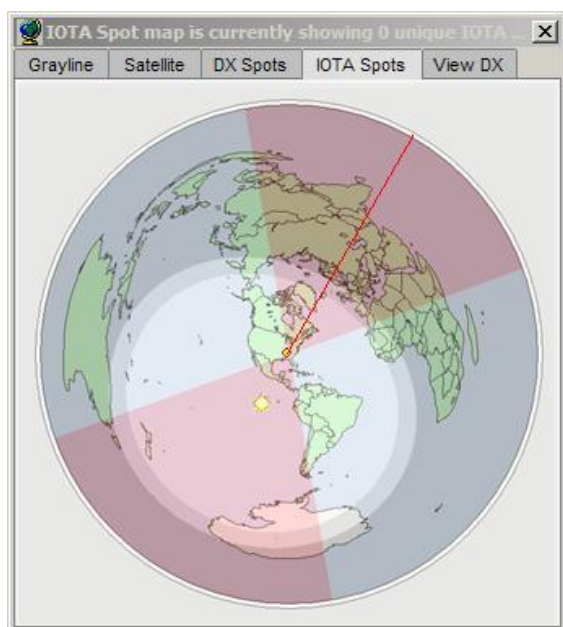 IOTA Spot map is currently showing 0 unique IOTA ...
Grayline Satellite DX Spots IOTA Spots View DX